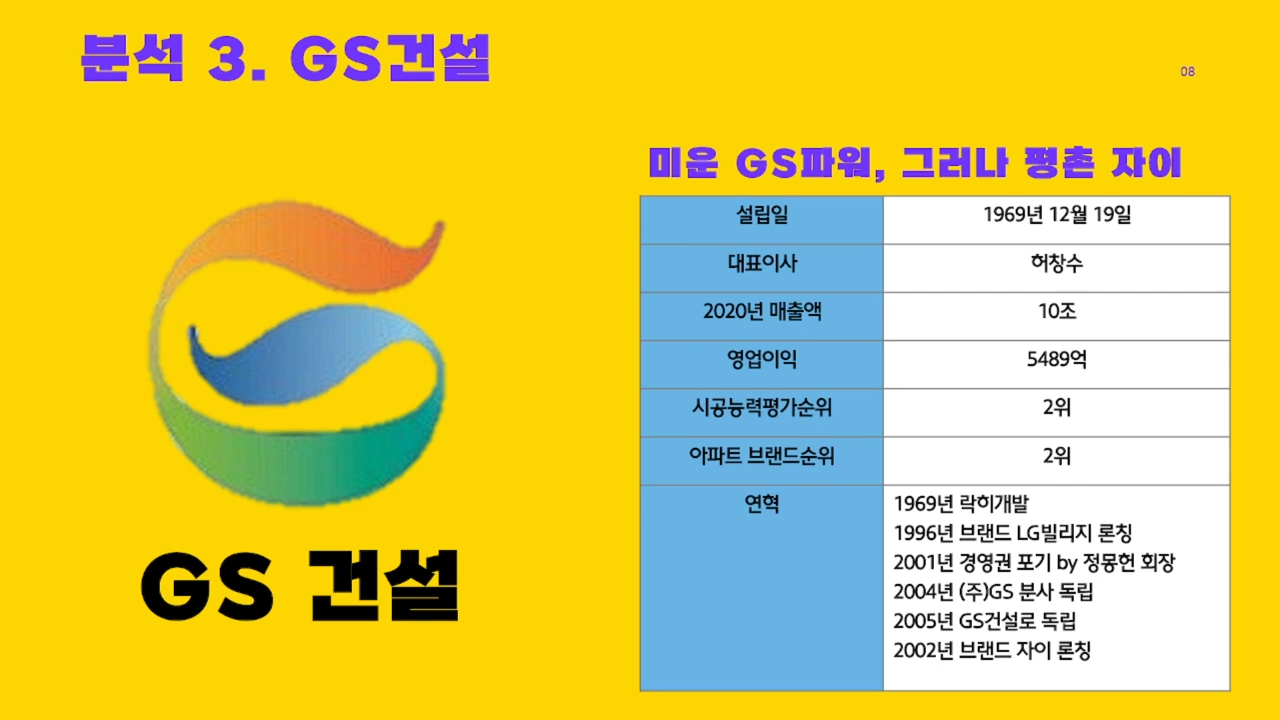 분석 3. GS건설
08
미운 GS파워, 그러나 평촌 자이
설립일 1969년 12월 19일
대표이사 허창수
2020년 매출액 10조
영업이익 5489억
시공능력평가순위 2위
아파트 브랜드순위 2위
연혁 1969년 락히개발
1996년 브랜드 LG빌리지 론칭
2001년 경영권 포기 by 정몽헌 회장
2004년 (주)GS 분사 독립
2005년 GS건설로 독립
2002년 브랜드 자이 론칭
GS 건설